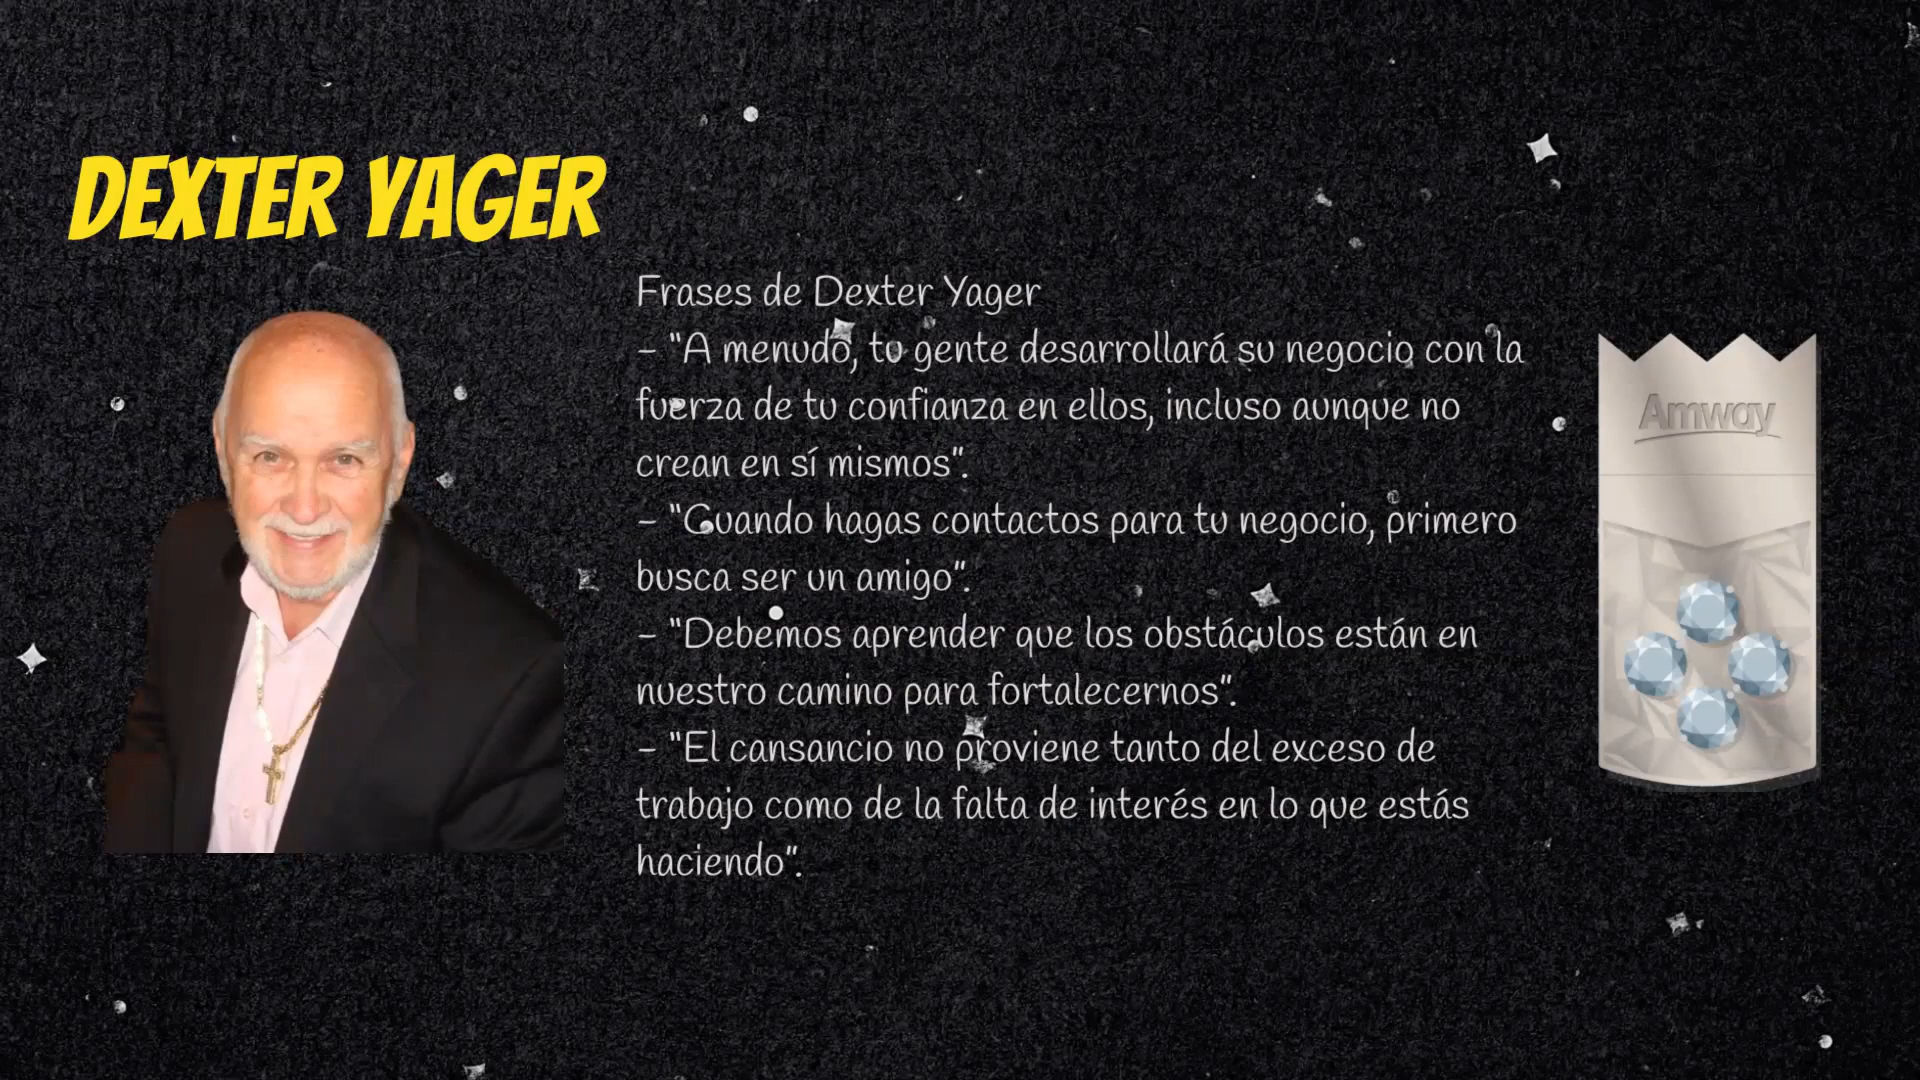 DEXTER YAGER
Frases de Dexter Yager
- "A menudo, tu gente desarrollará su negocio con la
fuerza de tu confianza en ellos, incluso aunque no
crean en sí mismos".
- "Cuando hagas contactos para tu negocio, primero
busca ser un amigo".
- "Debemos aprender que los obstáculos están en
nuestro camino para fortalecernos".
- "El cansancio no proviene tanto del exceso de
trabajo como de la falta de interés en lo que estás
haciendo".
Amway